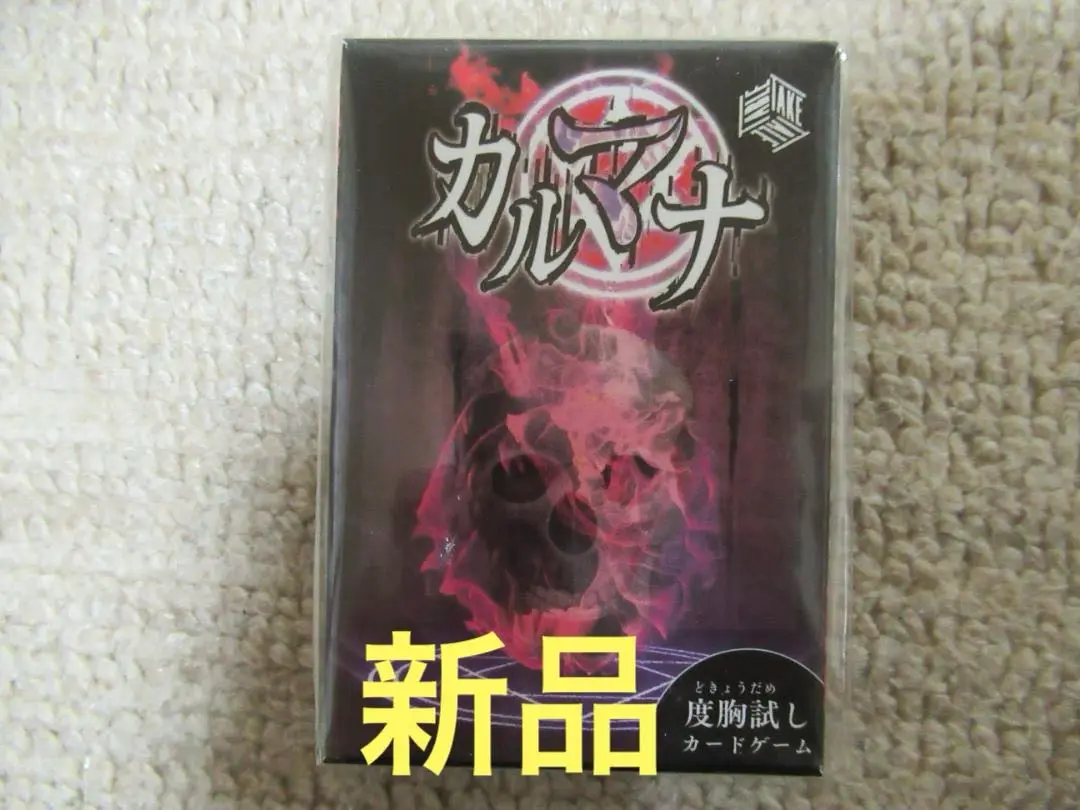 カルマナ
TAKE
新品
どきょうだめ
度胸試し
カードゲーム